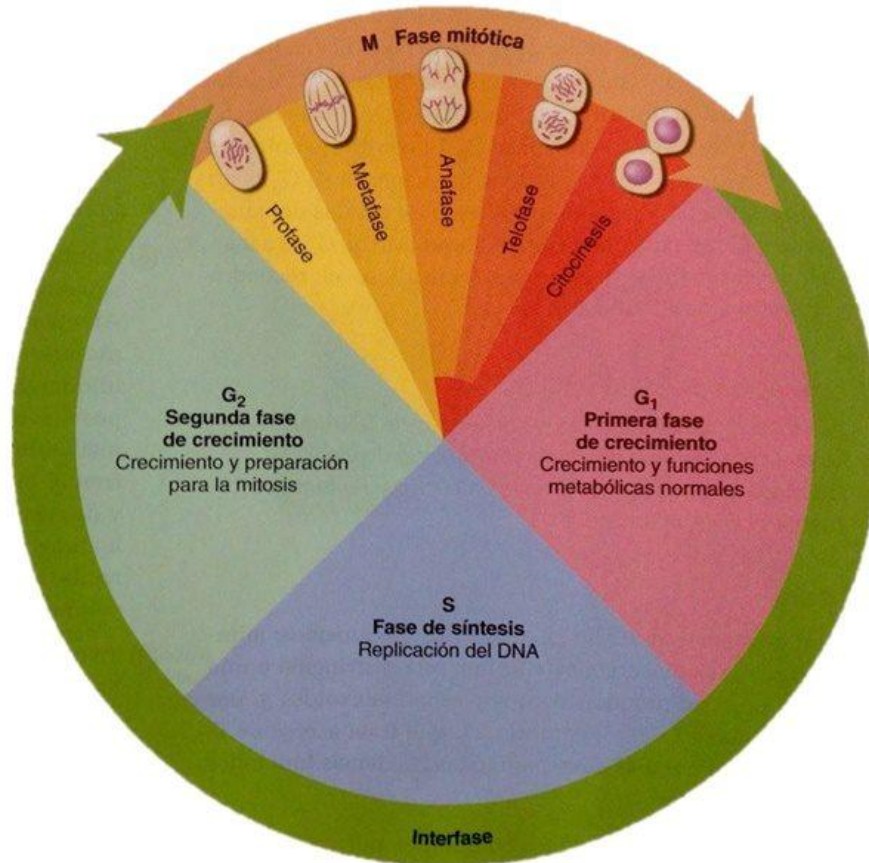 M Fase mitótica
Profase
Metafase
Anafase
Telofase
Citocinesis
G₂
Segunda fase
de crecimiento
Crecimiento y preparación
para la mitosis
G₁
Primera fase
de crecimiento
Crecimiento y funciones
metabólicas normales
S
Fase de síntesis
Replicación del DNA
Interfase